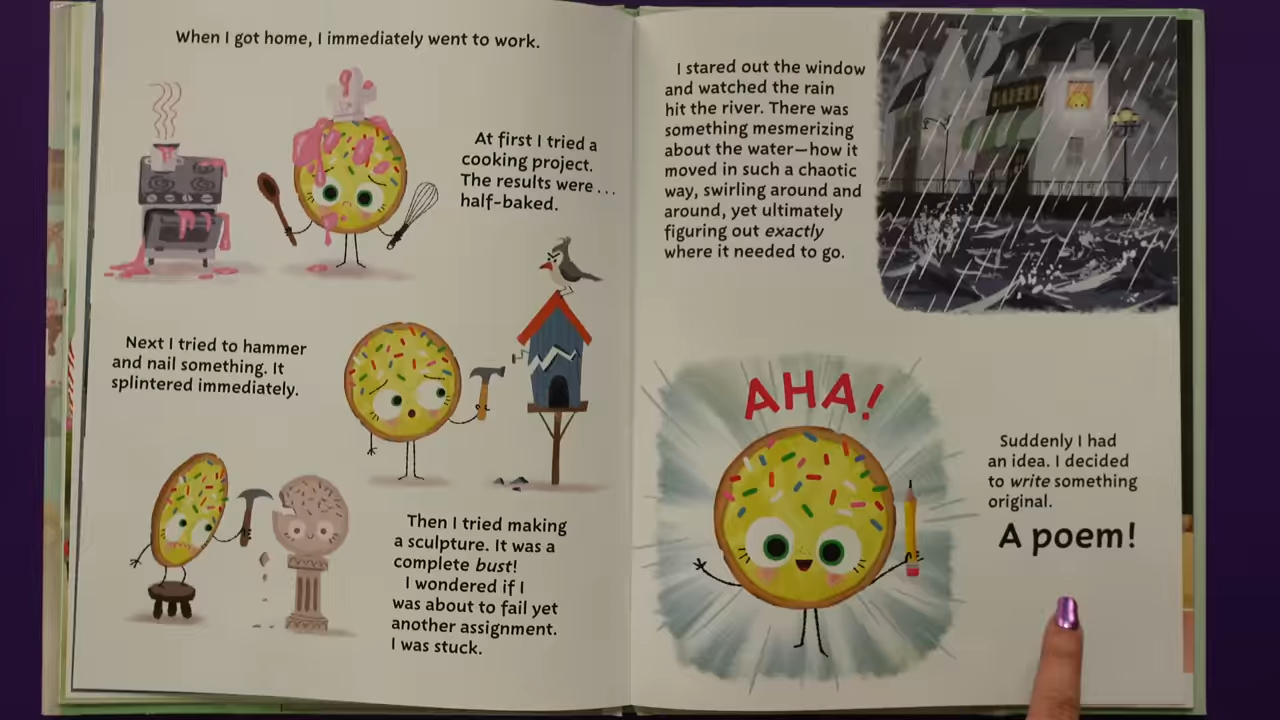 When I got home, I immediately went to work.
At first I tried a
cooking project.
The results were...
half-baked.
Next I tried to hammer
and nail something. It
splintered immediately.
Then I tried making
a sculpture. It was a
complete bust!
I wondered if I
was about to fail yet
another assignment.
I was stuck.
I stared out the window
and watched the rain
hit the river. There was
something mesmerizing
about the water—how it
moved in such a chaotic
way, swirling around and
around, yet ultimately
figuring out exactly
where it needed to go.
BAKERY
AHA!
Suddenly I had
an idea. I decided
to write something
original.
A poem!